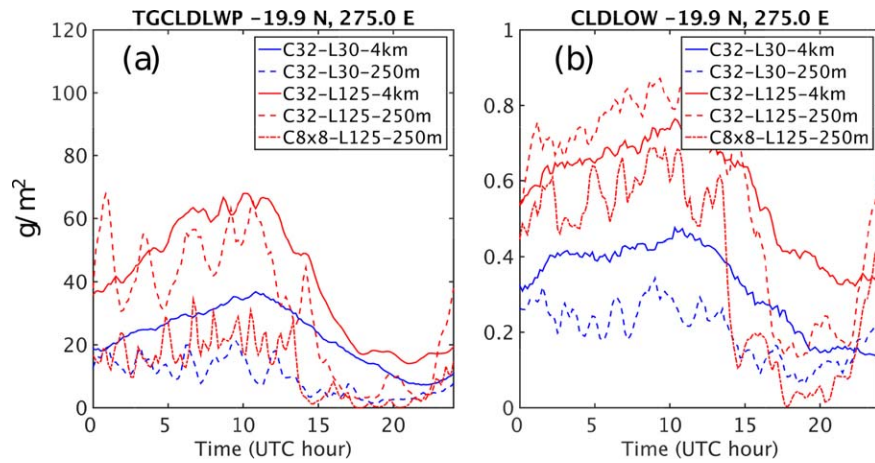 TGCLDLWP -19.9 N, 275.0 E
(a)
C32-L30-4km
C32-L30-250m
C32-L125-4km
C32-L125-250m
C8x8-L125-250m
g/m²
120
100
80
60
40
20
0
0 5 10 15 20
Time (UTC hour)
CLDLOW -19.9 N, 275.0 E
(b)
C32-L30-4km
C32-L30-250m
C32-L125-4km
C32-L125-250m
C8x8-L125-250m
1
0.8
0.6
0.4
0.2
0
0 5 10 15 20
Time (UTC hour)